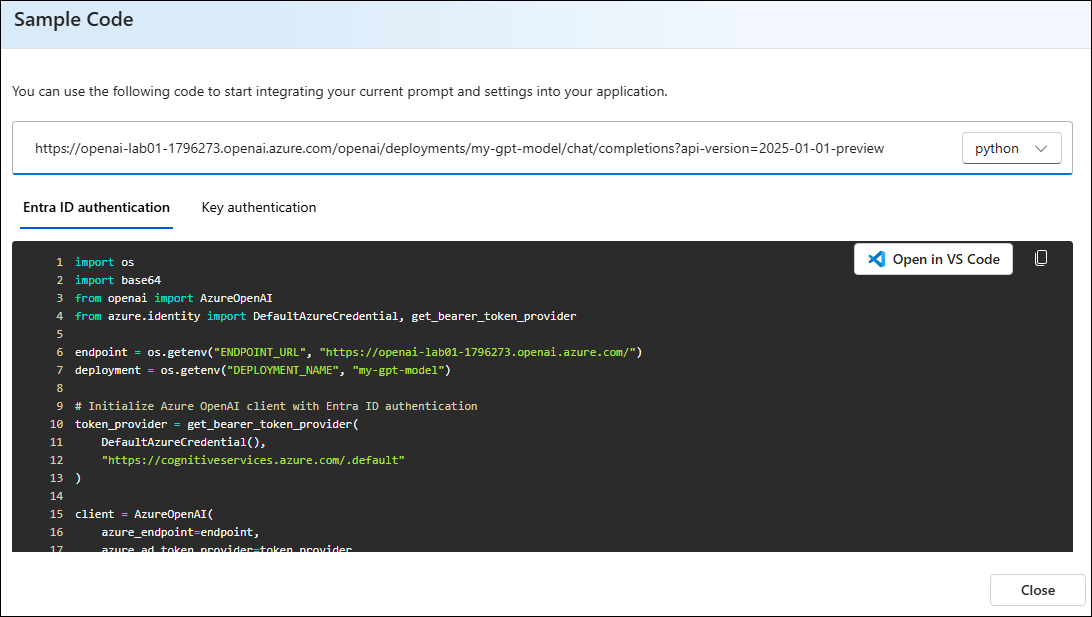 Sample Code
You can use the following code to start integrating your current prompt and settings into your application.
https://openai-lab01-1796273.openai.azure.com/openai/deployments/my-gpt-model/chat/completions?api-version=2025-01-01-preview
python
Entra ID authentication
Key authentication
Open in VS Code
1 import os
2 import base64
3 from openai import AzureOpenAI
4 from azure.identity import DefaultAzureCredential, get_bearer_token_provider
5
6 endpoint = os.getenv("ENDPOINT_URL", "https://openai-lab01-1796273.openai.azure.com/")
7 deployment = os.getenv("DEPLOYMENT_NAME", "my-gpt-model")
8
9 # Initialize Azure OpenAI client with Entra ID authentication
10 token_provider = get_bearer_token_provider(
11     DefaultAzureCredential(),
12     "https://cognitiveservices.azure.com/.default"
13 )
14
15 client = AzureOpenAI(
16     azure_endpoint=endpoint,
17     azure_ad_token_provider=token_provider
Close